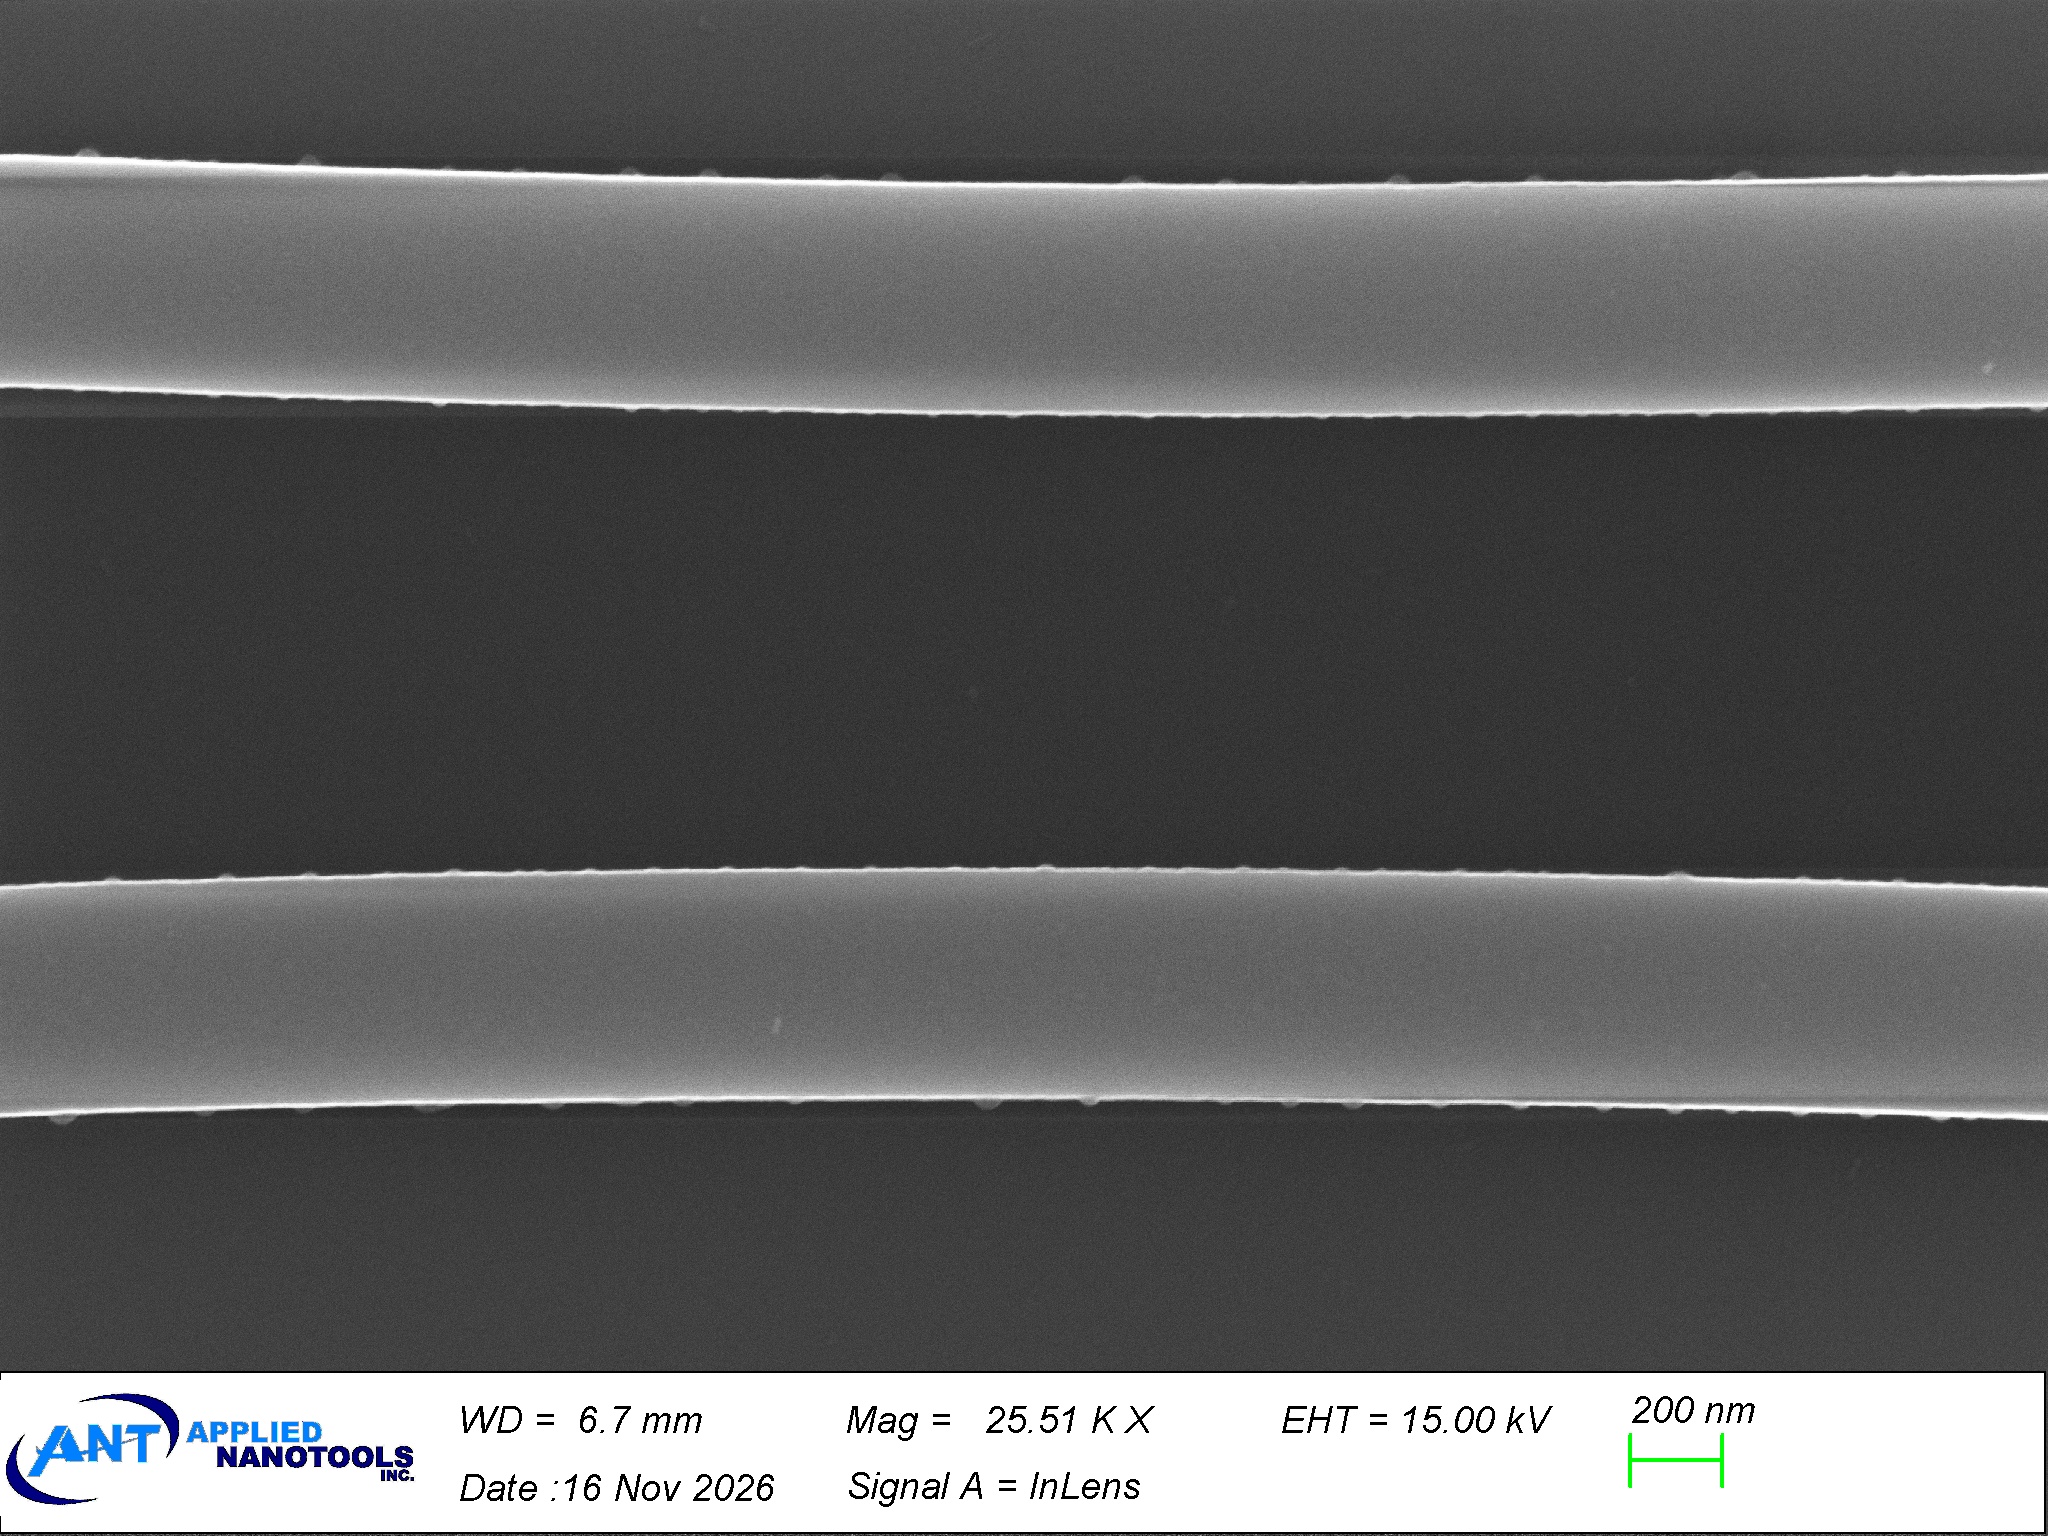 ANT APPLIED
NANOTOOLS
INC.
WD = 6.7 mm
Mag = 25.51 K X
EHT = 15.00 kV
200 nm
Date :16 Nov 2026
Signal A = InLens